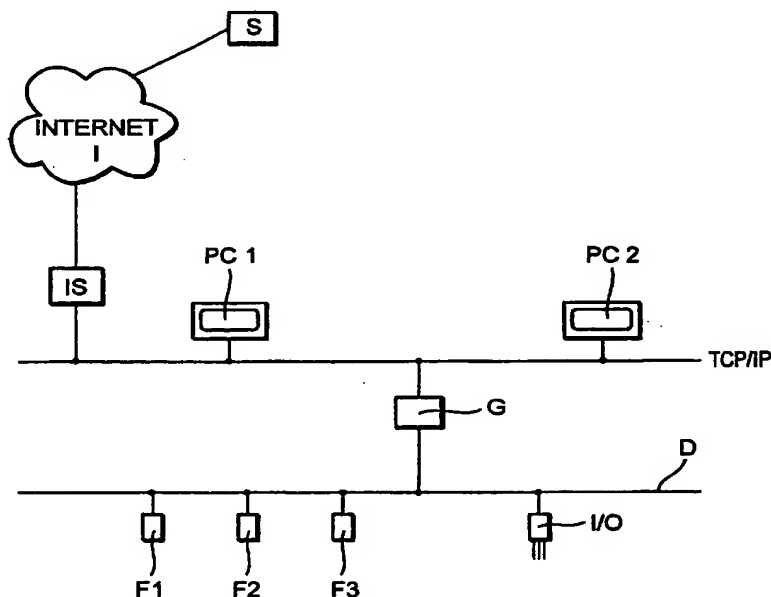 S
INTERNET
I
IS
PC 1
PC 2
TCP/IP
G
D
I/O
F1
F2
F3